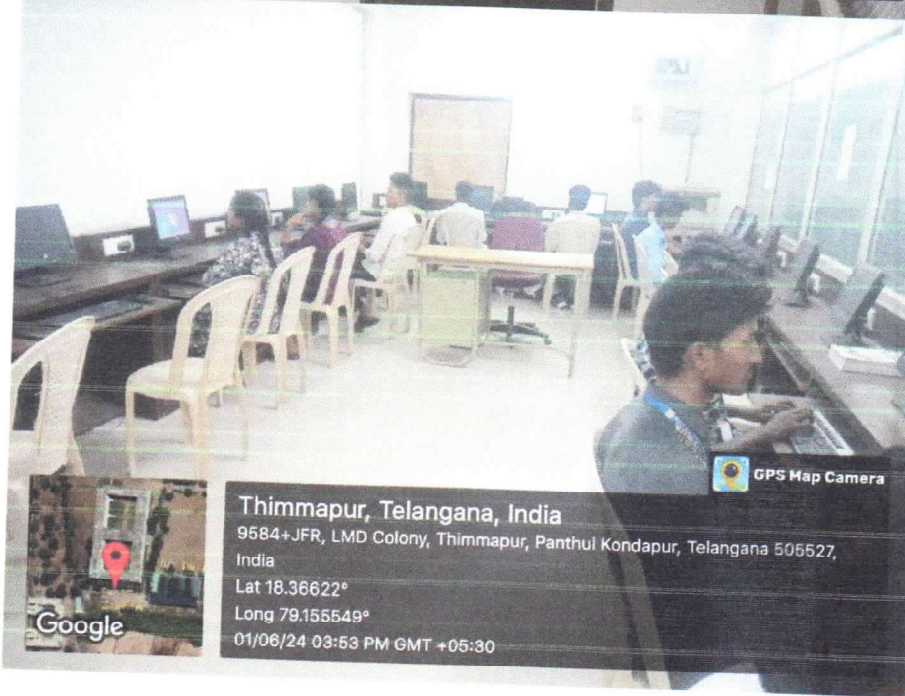 GPS Map Camera
Thimmapur, Telangana, India
9584+JFR, LMD Colony, Thimmapur, Panthul Kondapur, Telangana 505527,
India
Lat 18.36622°
Long 79.155549°
01/06/24 03:53 PM GMT +05:30
Google